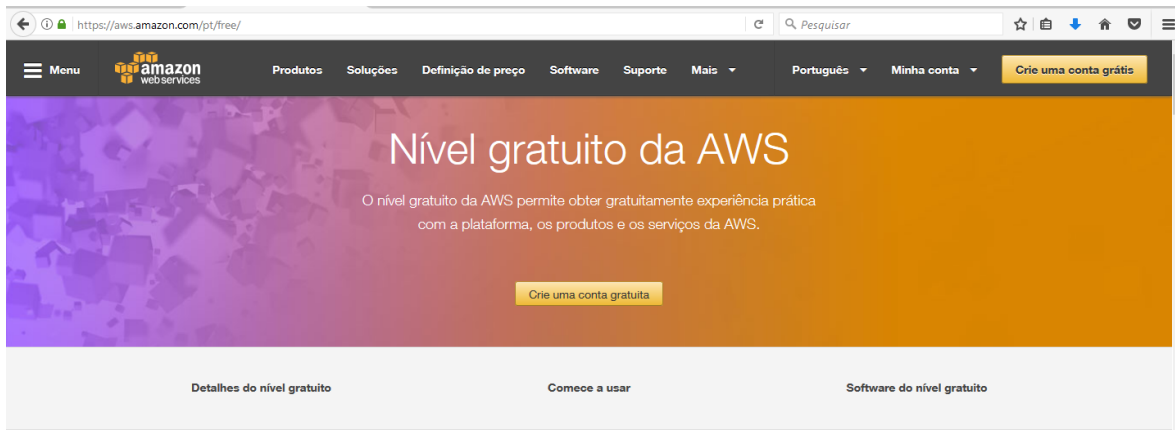 https://aws.amazon.com/pt/free/
Pesquisar
Menu
amazon
webservices
Produtos
Soluções
Definição de preço
Software
Suporte
Mais
Português
Minha conta
Crie uma conta grátis
Nível gratuito da AWS
O nível gratuito da AWS permite obter gratuitamente experiência prática
com a plataforma, os produtos e os serviços da AWS.
Crie uma conta gratuita
Detalhes do nível gratuito
Comece a usar
Software do nível gratuito